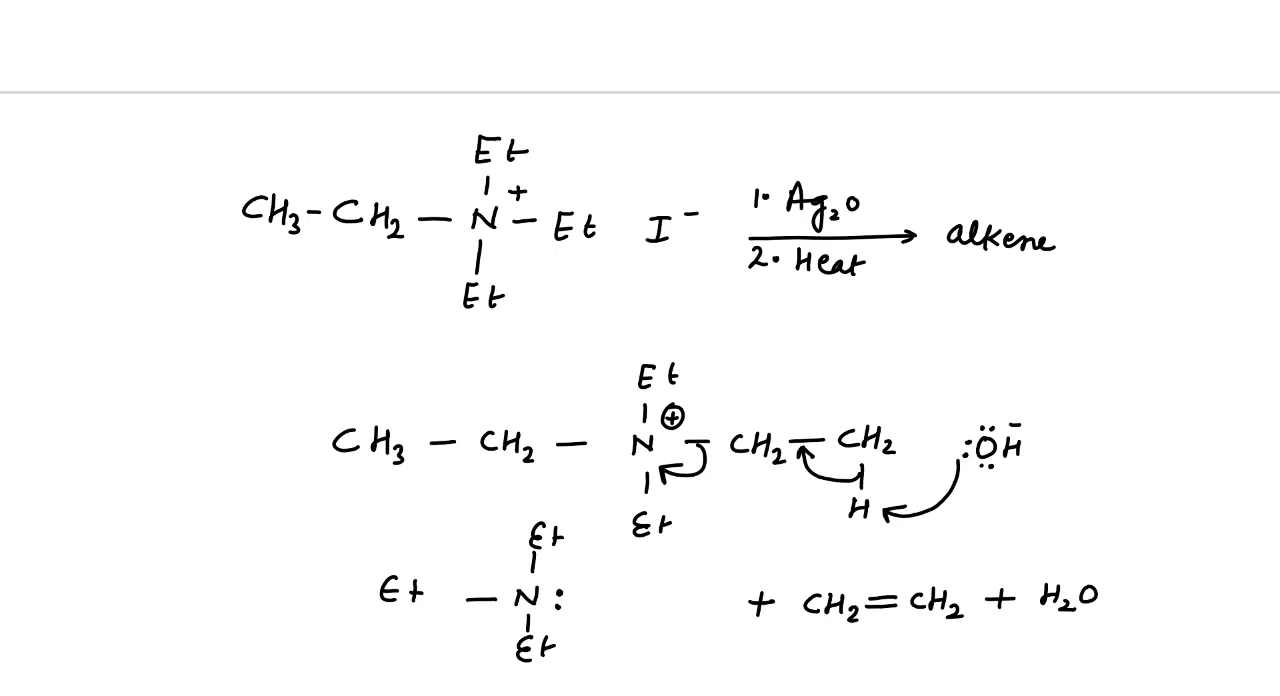 Et
CH₃ - CH₂ — N⁺ — Et I⁻ 1. Ag₂O → alkene
2. Heat
Et
Et
CH₃ — CH₂ — N⊕ — CH₂ — CH₂ :ÖH⁻
H
Et
Et
Et — N: + CH₂=CH₂ + H₂O
Et